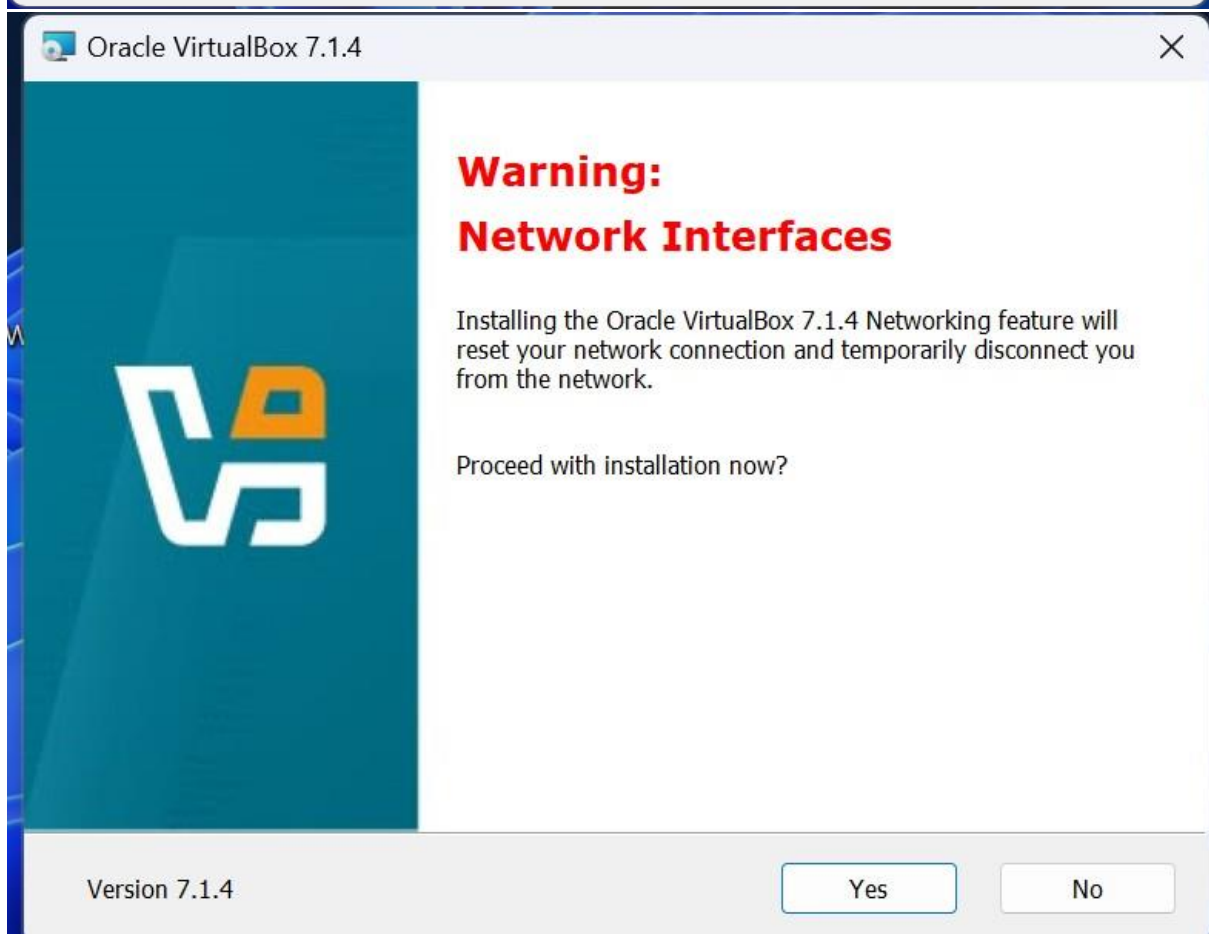 Oracle VirtualBox 7.1.4
Warning:
Network Interfaces
Installing the Oracle VirtualBox 7.1.4 Networking feature will
reset your network connection and temporarily disconnect you
from the network.
Proceed with installation now?
Version 7.1.4
Yes
No